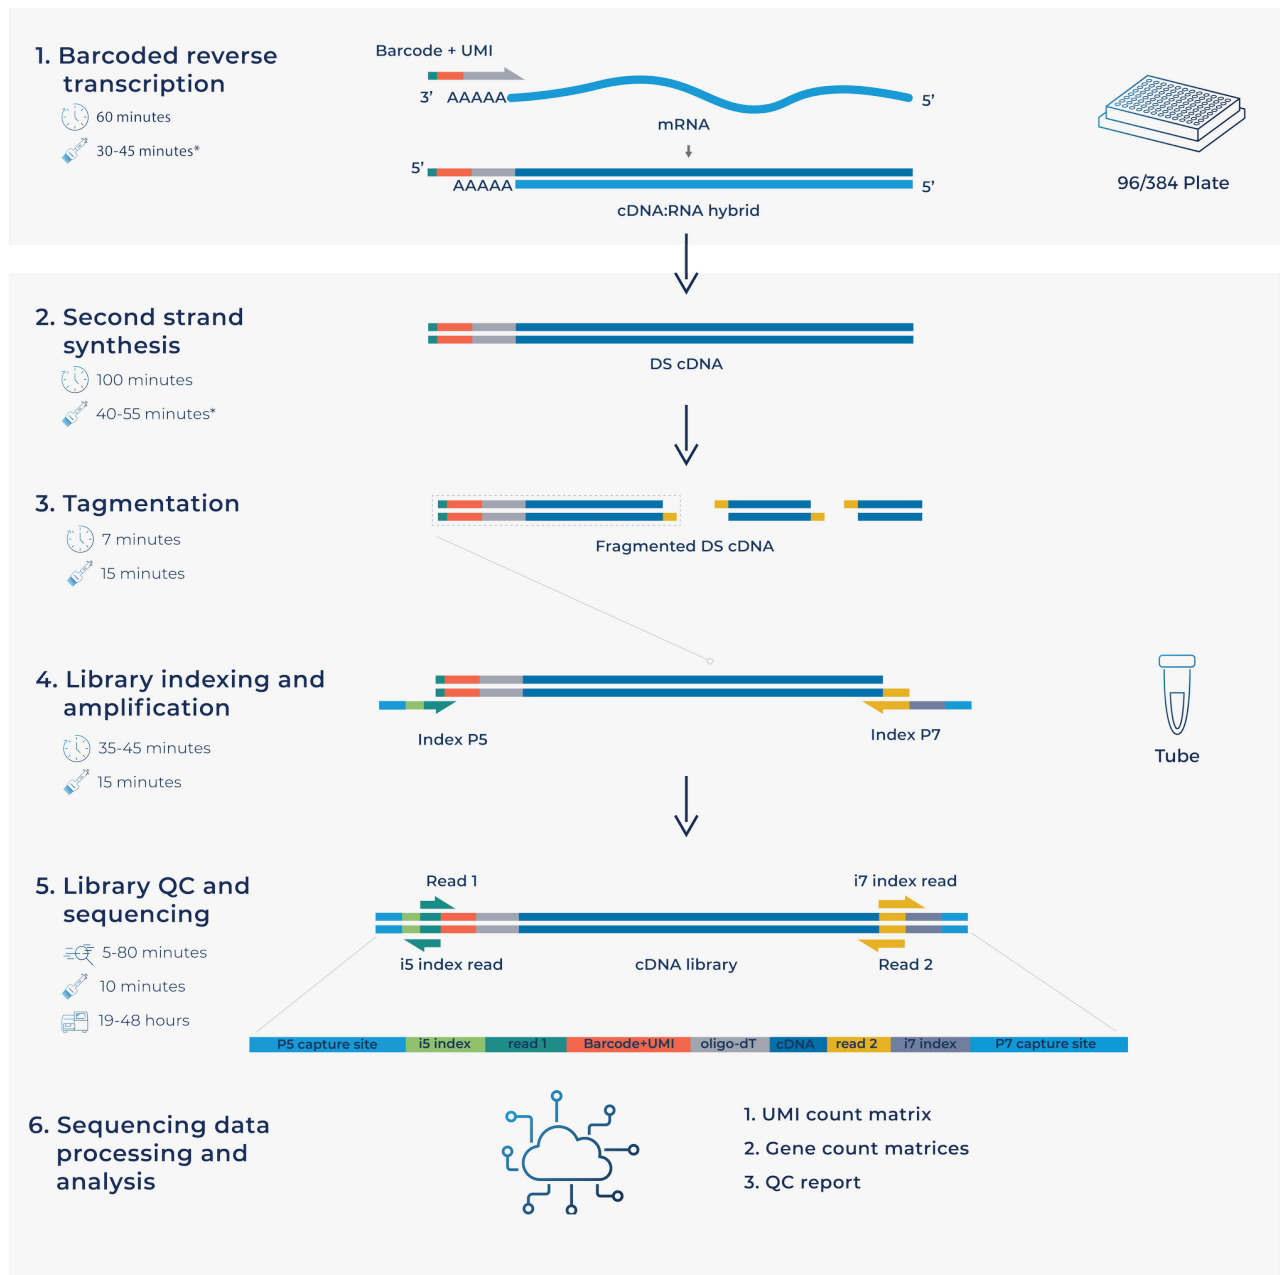 1. Barcoded reverse
transcription
60 minutes
30-45 minutes*
Barcode + UMI
3’ AAAAA
5’
mRNA
5’
AAAAA
5’
cDNA:RNA hybrid
96/384 Plate
2. Second strand
synthesis
100 minutes
40-55 minutes*
DS cDNA
3. Tagmentation
7 minutes
15 minutes
Fragmented DS cDNA
4. Library indexing and
amplification
35-45 minutes
15 minutes
Index P5
Index P7
Tube
5. Library QC and
sequencing
5-80 minutes
10 minutes
19-48 hours
Read 1
i7 index read
i5 index read
cDNA library
Read 2
P5 capture site i5 index read 1 Barcode+UMI oligo-dT cDNA read 2 i7 index P7 capture site
6. Sequencing data
processing and
analysis
1. UMI count matrix
2. Gene count matrices
3. QC report